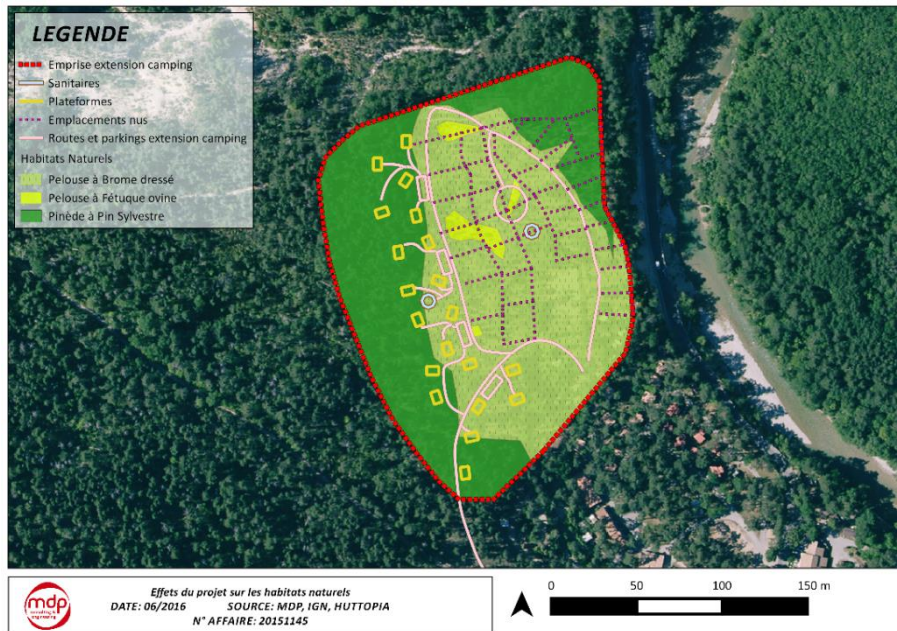 LEGENDE
Emprise extension camping
Sanitaires
Plateformes
Emplacements nus
Routes et parkings extension camping
Habitats Naturels
Pelouse à Brome dressé
Pelouse à Fétuque ovine
Pinède à Pin Sylvestre
mdp
consulting &
engineering
Effets du projet sur les habitats naturels
DATE: 06/2016 SOURCE: MDP, IGN, HUTTOPIA
N° AFFAIRE: 20151145
0 50 100 150 m